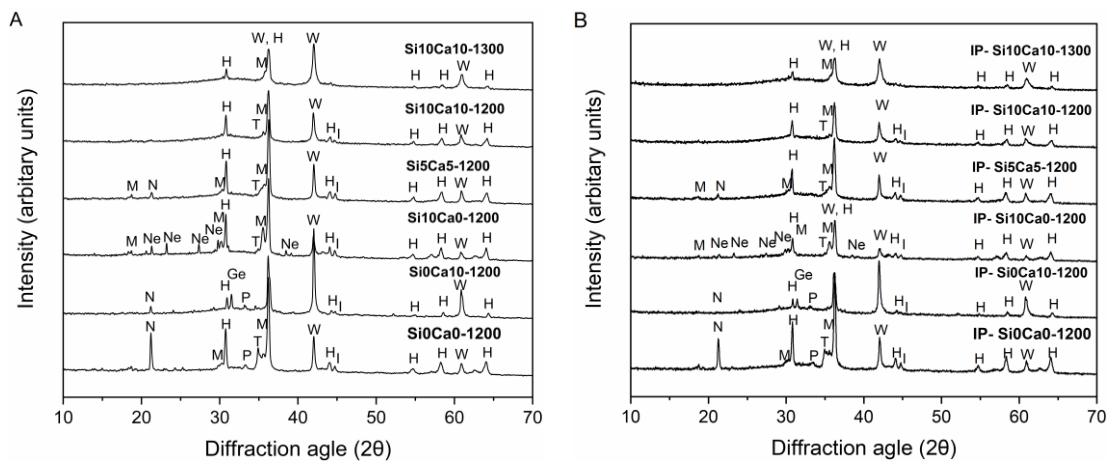 A
W, H
W
Si10Ca10-1300
H
M
H
H
W
H
Si10Ca10-1200
H
M
T
W
H
I
H
H
W
H
Si5Ca5-1200
M
N
M
H
M
T
W
H
I
H
H
W
H
Si10Ca0-1200
M
Ne
Ne
Ne
Ne
M
H
T
M
Ne
W
H
I
H
H
W
H
Si0Ca10-1200
N
H
Ge
P
H
I
H
H
W
H
Si0Ca0-1200
N
M
H
P
T
M
W
H
I
H
H
W
H
Intensity (arbitary units)
10
20
30
40
50
60
70
Diffraction agle (2θ)
B
W, H
W
IP- Si10Ca10-1300
H
M
H
H
W
H
IP- Si10Ca10-1200
H
M
T
W
H
I
H
H
W
H
IP- Si5Ca5-1200
M
N
M
H
M
T
W
H
I
H
H
W
H
W, H
IP- Si10Ca0-1200
M
Ne
Ne
Ne
Ne
H
M
T
M
Ne
W
H
I
H
H
W
H
IP- Si0Ca10-1200
N
H
Ge
P
H
I
H
H
W
H
IP- Si0Ca0-1200
N
M
H
P
T
M
W
H
I
H
H
W
H
Intensity (arbitary units)
10
20
30
40
50
60
70
Diffraction agle (2θ)